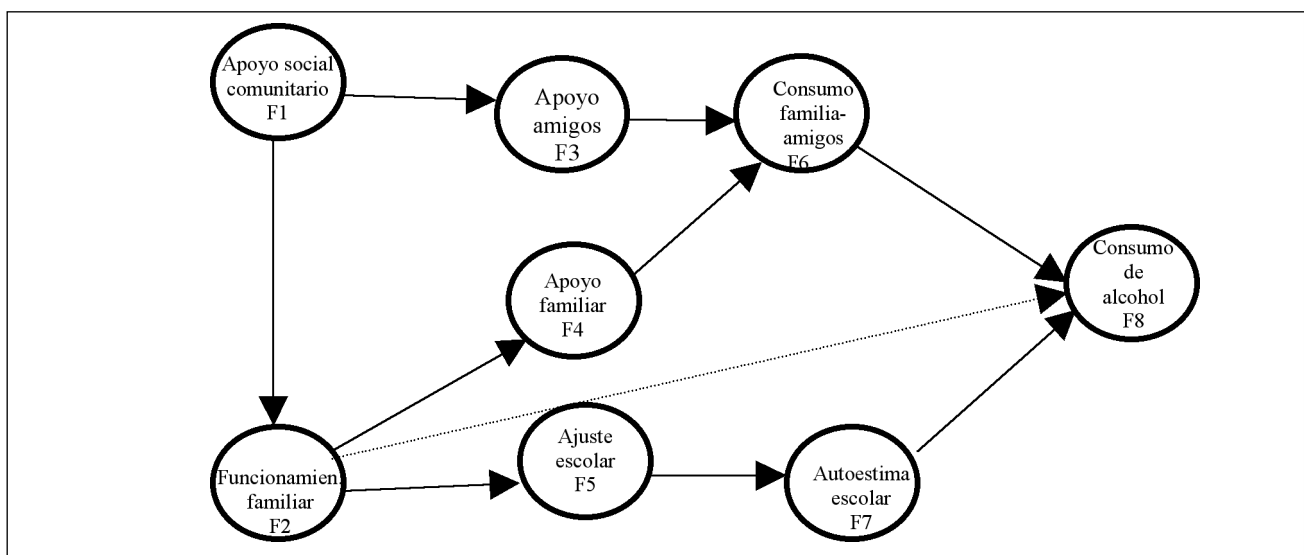 Apoyo social
comunitario
F1
Apoyo
amigos
F3
Consumo
familia-
amigos
F6
Apoyo
familiar
F4
Consumo
de
alcohol
F8
Funcionamien.
familiar
F2
Ajuste
escolar
F5
Autoestima
escolar
F7